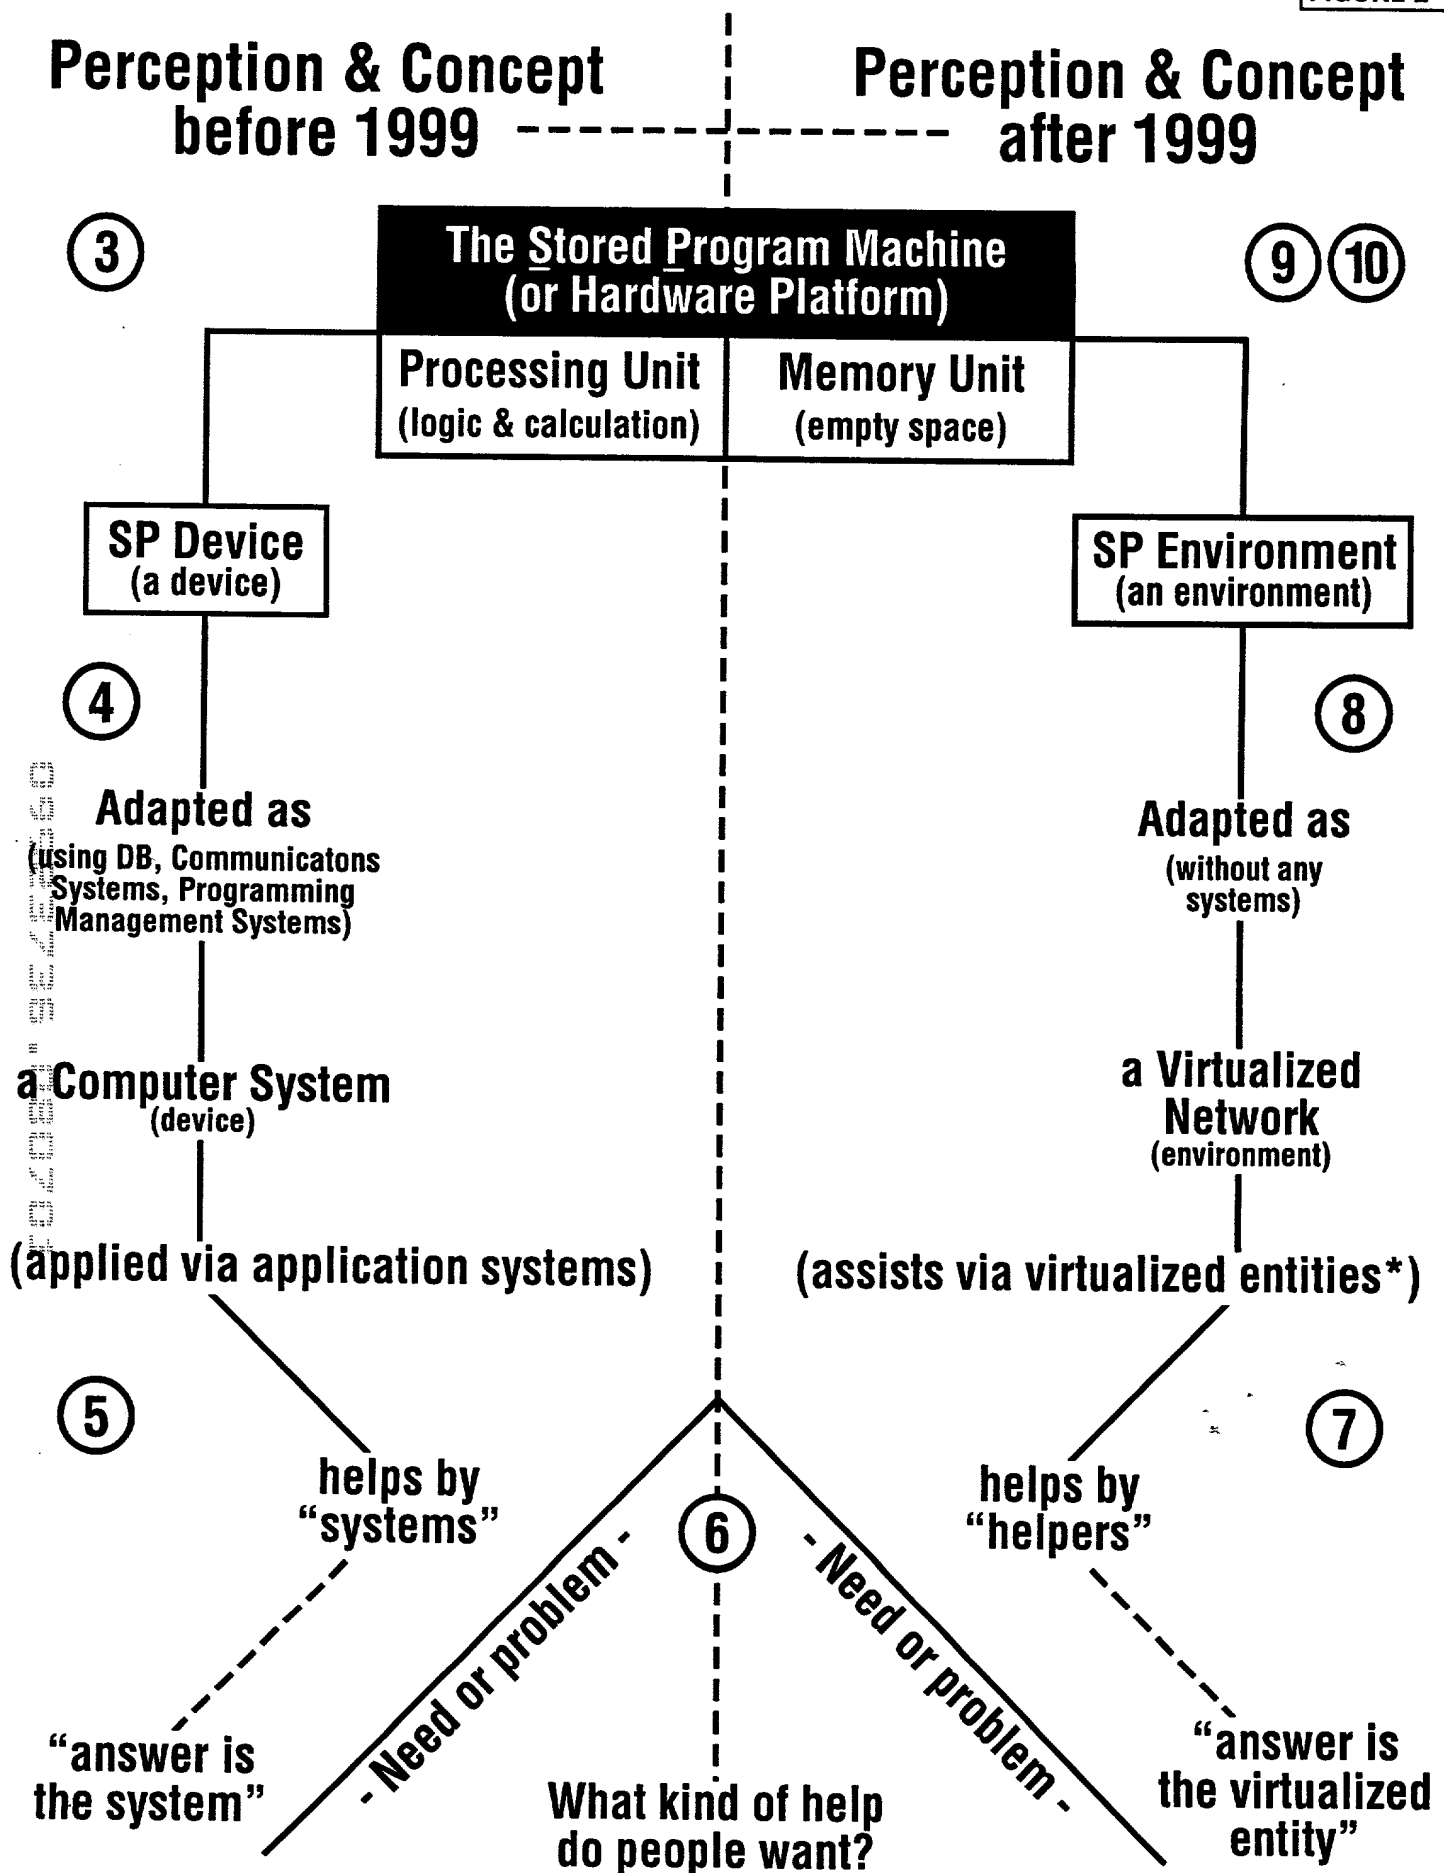 FIGURE 2
Perception & Concept
before 1999
Perception & Concept
after 1999
3
9 10
The Stored Program Machine
(or Hardware Platform)
Processing Unit
(logic & calculation)
Memory Unit
(empty space)
SP Device
(a device)
SP Environment
(an environment)
4
8
Adapted as
(using DB, Communicatons
Systems, Programming
Management Systems)
Adapted as
(without any
systems)
a Computer System
(device)
a Virtualized
Network
(environment)
(applied via application systems)
(assists via virtualized entities*)
5
7
helps by
“systems”
helps by
“helpers”
6
- Need or problem -
- Need or problem -
“answer is
the system”
“answer is
the virtualized
entity”
What kind of help
do people want?